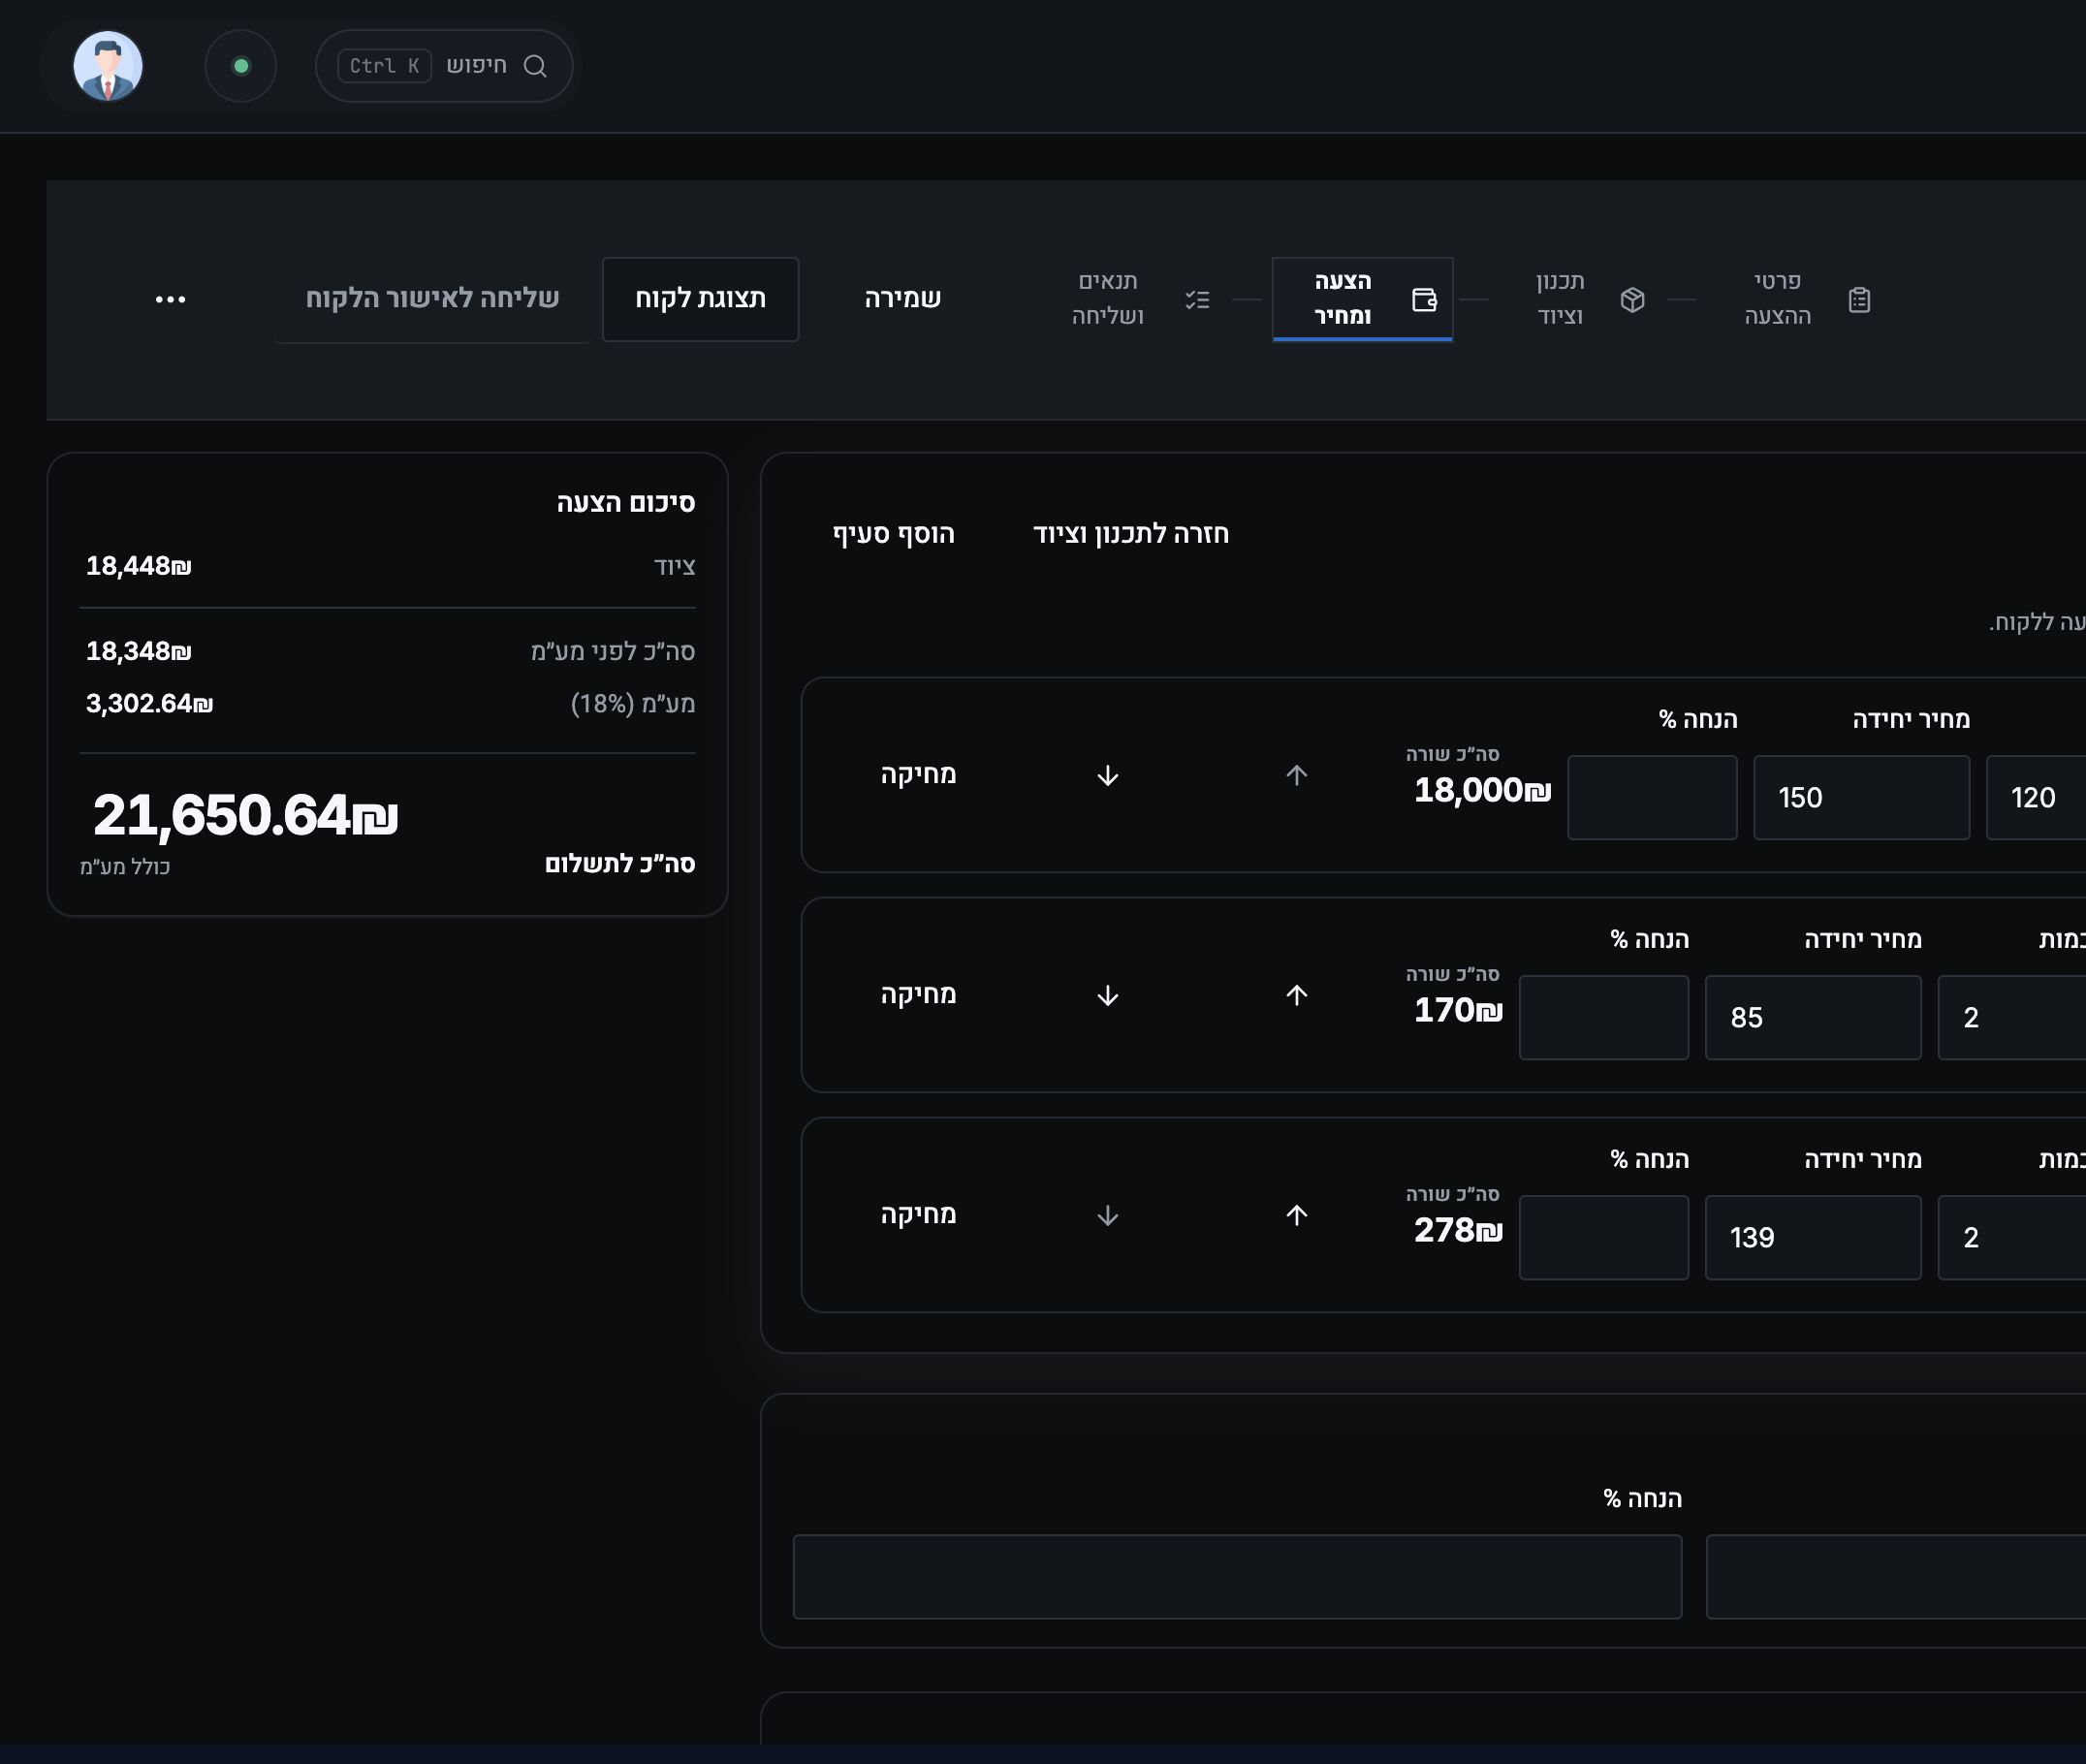 חיפוש
Ctrl K
פרטי
ההצעה
תכנון
וציוד
הצעה
ומחיר
תנאים
ושליחה
שמירה
תצוגת לקוח
שליחה לאישור הלקוח
חזרה לתכנון וציוד
הוסף סעיף
ללקוח.
מחיר יחידה
הנחה %
120
150
סה״כ שורה
₪18,000
מחיקה
מחיר יחידה
הנחה %
2
85
סה״כ שורה
₪170
מחיקה
מחיר יחידה
הנחה %
2
139
סה״כ שורה
₪278
מחיקה
הנחה %
סיכום הצעה
ציוד
₪18,448
סה״כ לפני מע״מ
₪18,348
מע״מ (18%)
₪3,302.64
סה״כ לתשלום
₪21,650.64
כולל מע״מ